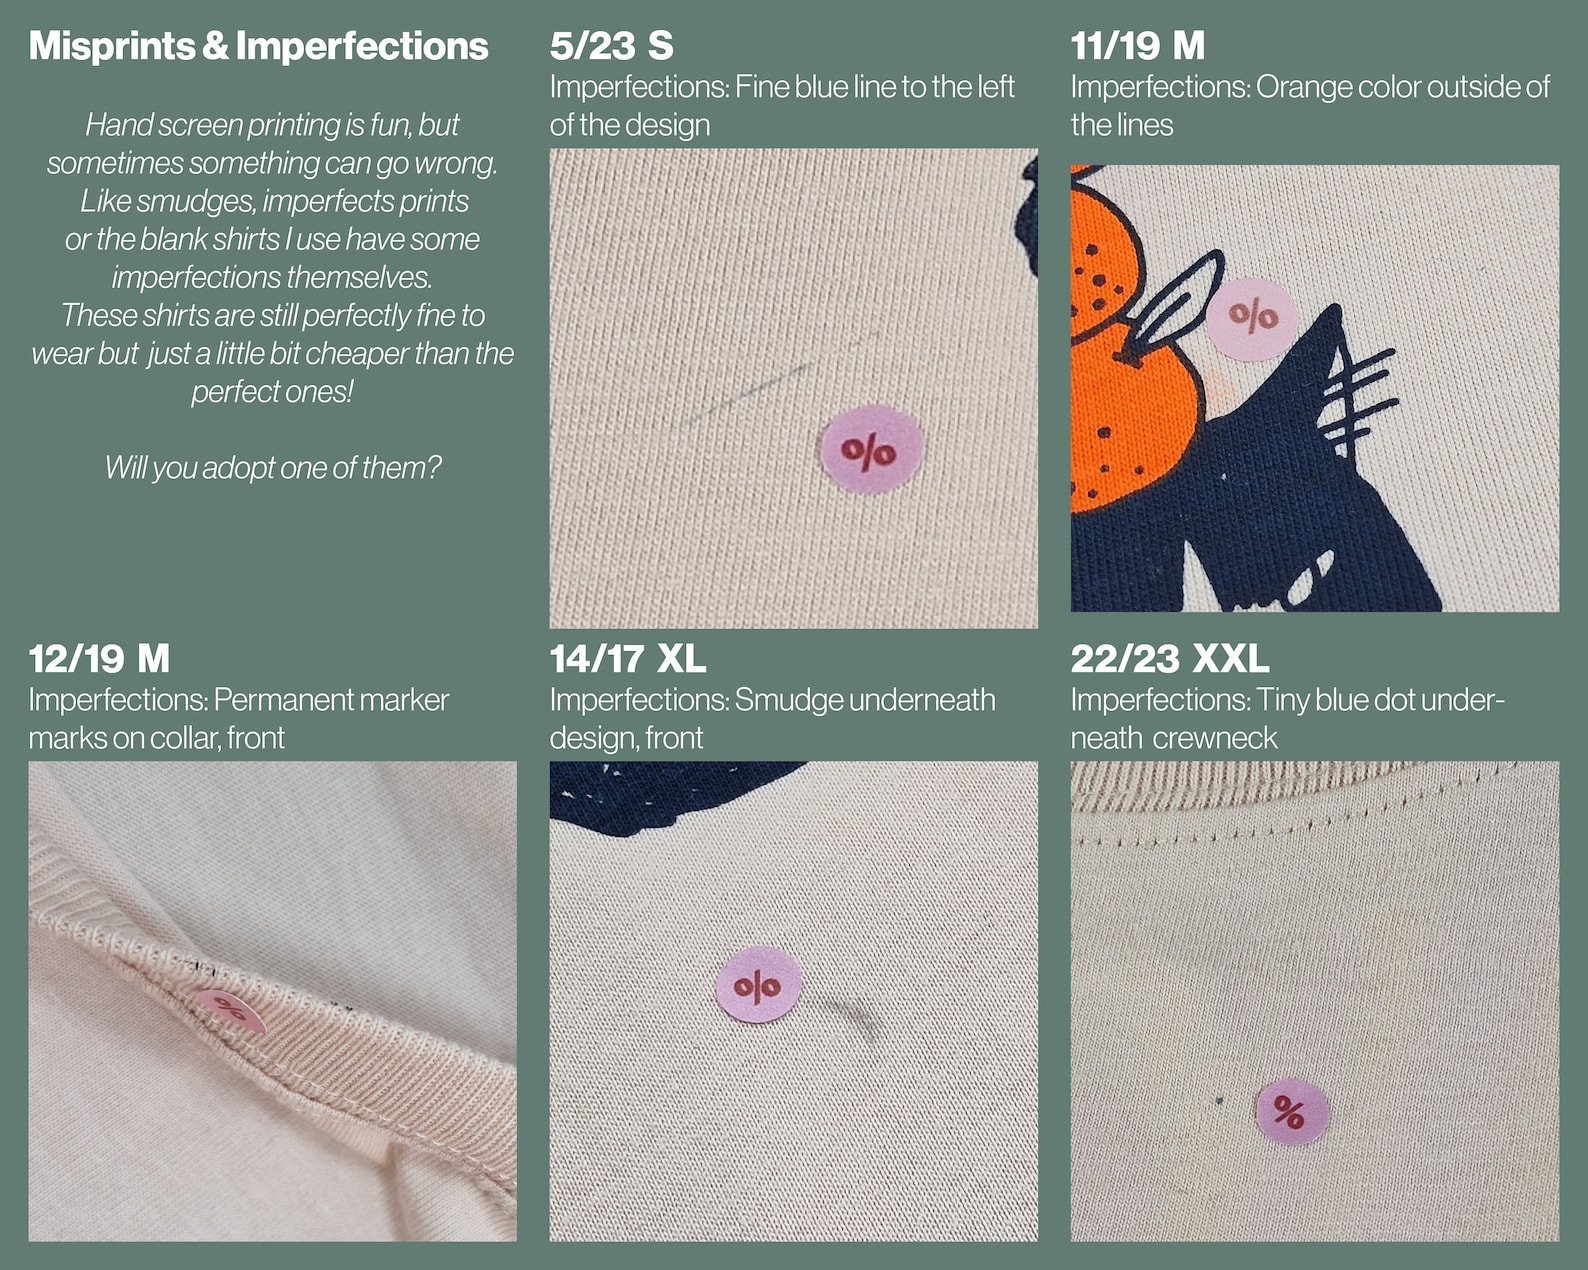 Misprints & Imperfections
Hand screen printing is fun, but
sometimes something can go wrong.
Like smudges, imperfects prints
or the blank shirts I use have some
imperfections themselves.
These shirts are still perfectly fne to
wear but just a little bit cheaper than the
perfect ones!
Will you adopt one of them?
5/23 S
Imperfections: Fine blue line to the left
of the design
%
11/19 M
Imperfections: Orange color outside of
the lines
%
12/19 M
Imperfections: Permanent marker
marks on collar, front
%
14/17 XL
Imperfections: Smudge underneath
design, front
%
22/23 XXL
Imperfections: Tiny blue dot under-
neath crewneck
%